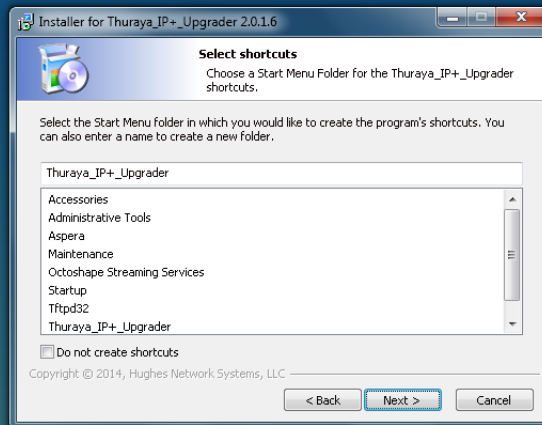 Installer for Thuraya_IP+_Upgrader 2.0.1.6
Select shortcuts
Choose a Start Menu Folder for the Thuraya_IP+_Upgrader
shortcuts.
Select the Start Menu folder in which you would like to create the program's shortcuts. You
can also enter a name to create a new folder.
Thuraya_IP+_Upgrader
Accessories
Administrative Tools
Aspera
Maintenance
Octoshape Streaming Services
Startup
Tftpd32
Thuraya_IP+_Upgrader
Do not create shortcuts
Copyright © 2014, Hughes Network Systems, LLC
< Back Next > Cancel